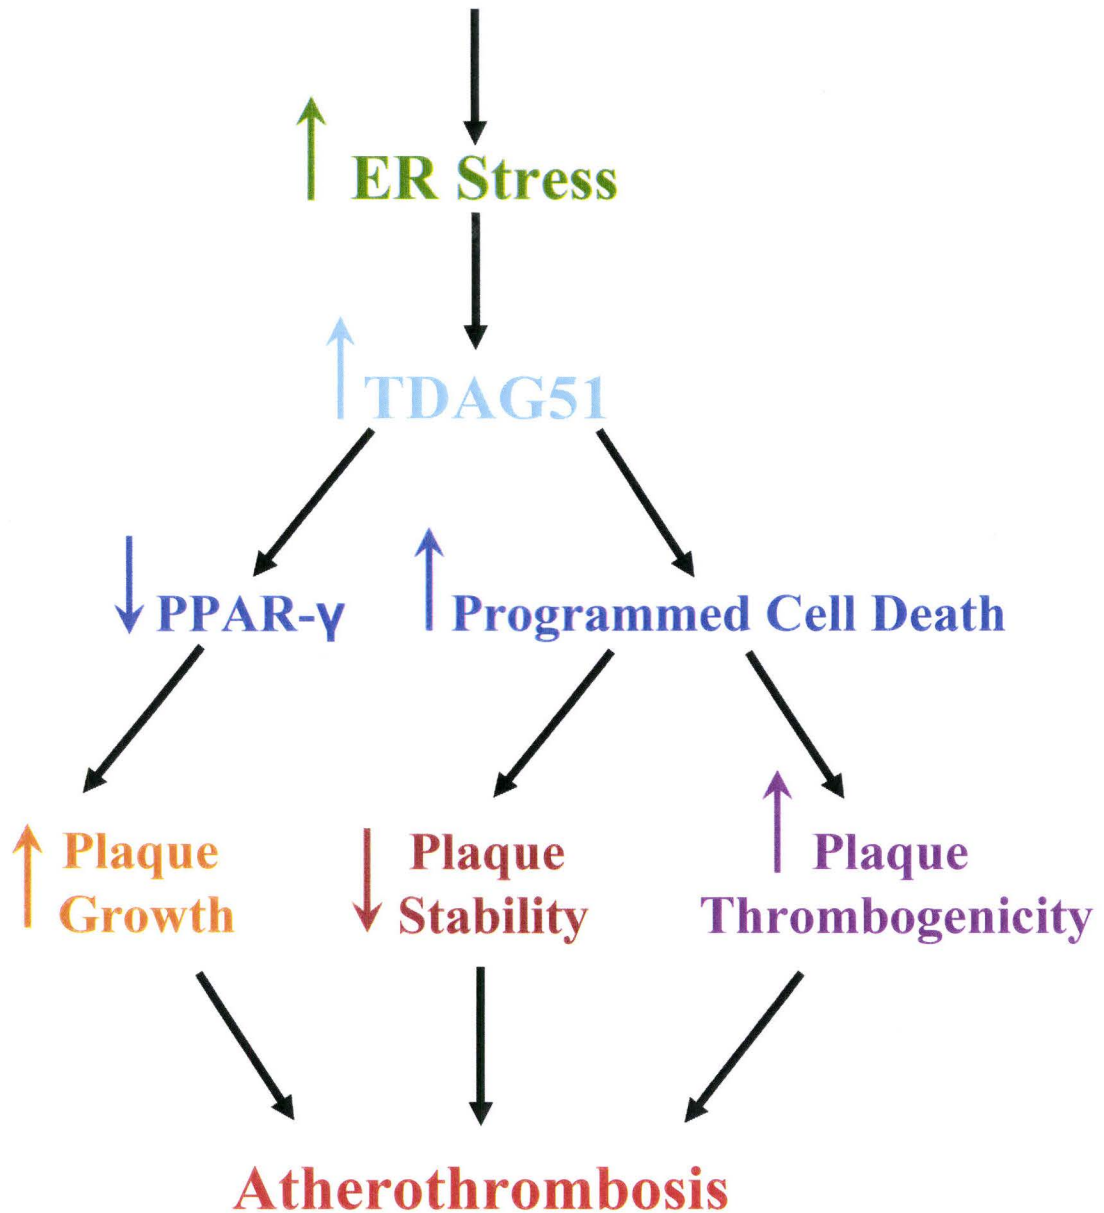 ER Stress
TDAG51
PPAR-γ
Programmed Cell Death
Plaque
Growth
Plaque
Stability
Plaque
Thrombogenicity
Atherothrombosis